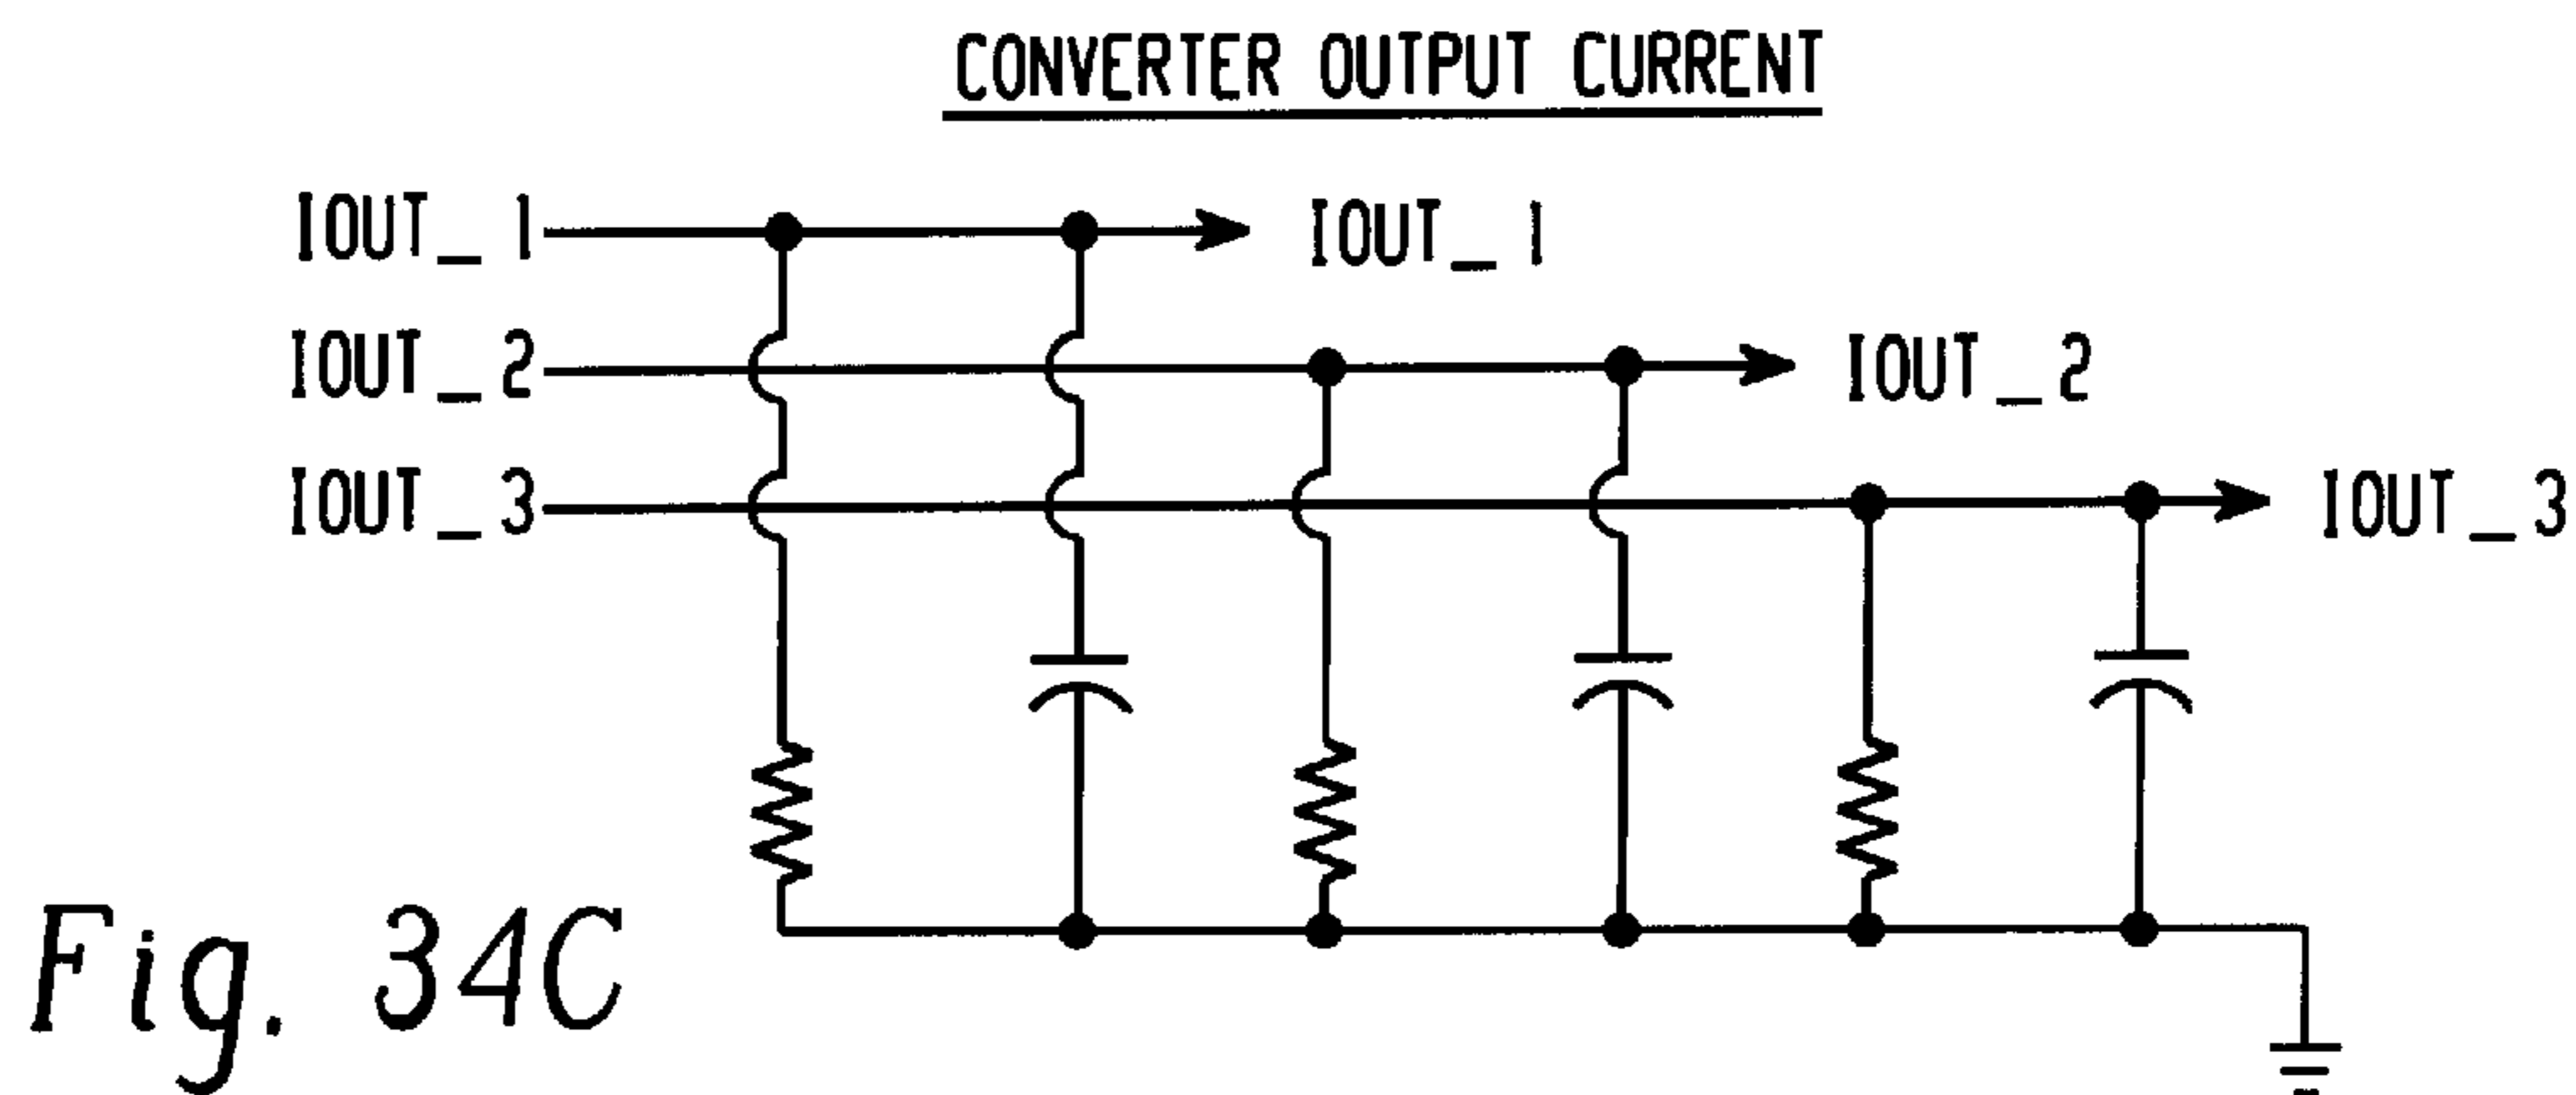 CONVERTER OUTPUT CURRENT
IOUT_1
IOUT_1
IOUT_2
IOUT_2
IOUT_3
IOUT_3
Fig. 34C